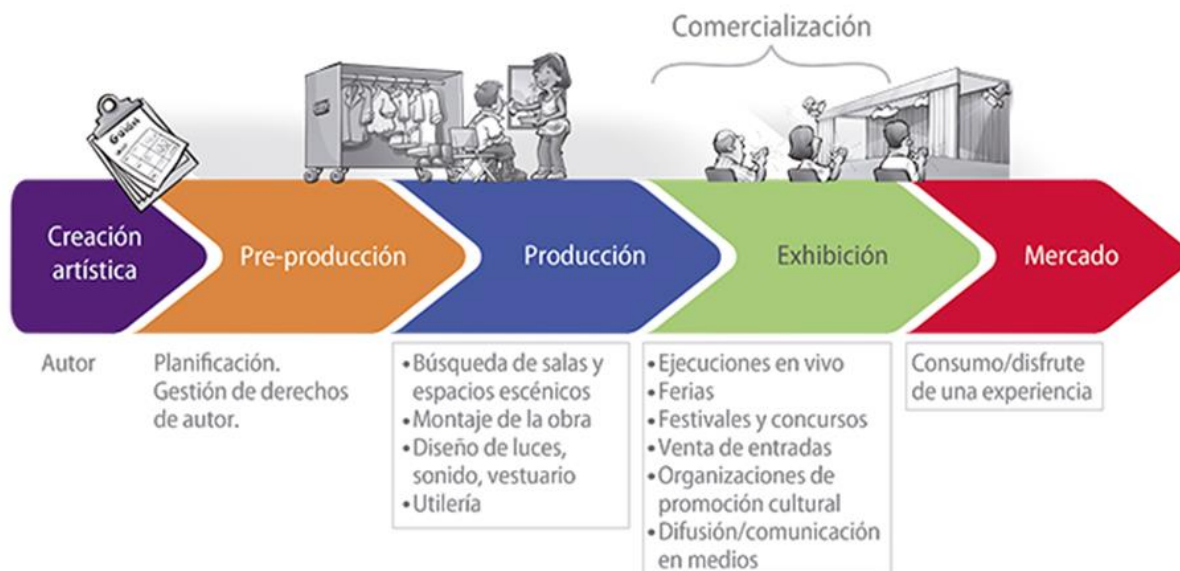 Comercialización
Guión
Creación
artística
Pre-producción
Producción
Exhibición
Mercado
Autor
Planificación.
Gestión de derechos
de autor.
•Búsqueda de salas y
espacios escénicos
•Montaje de la obra
•Diseño de luces,
sonido, vestuario
•Utilería
•Ejecuciones en vivo
•Ferias
•Festivales y concursos
•Venta de entradas
•Organizaciones de
promoción cultural
•Difusión/comunicación
en medios
Consumo/disfrute
de una experiencia